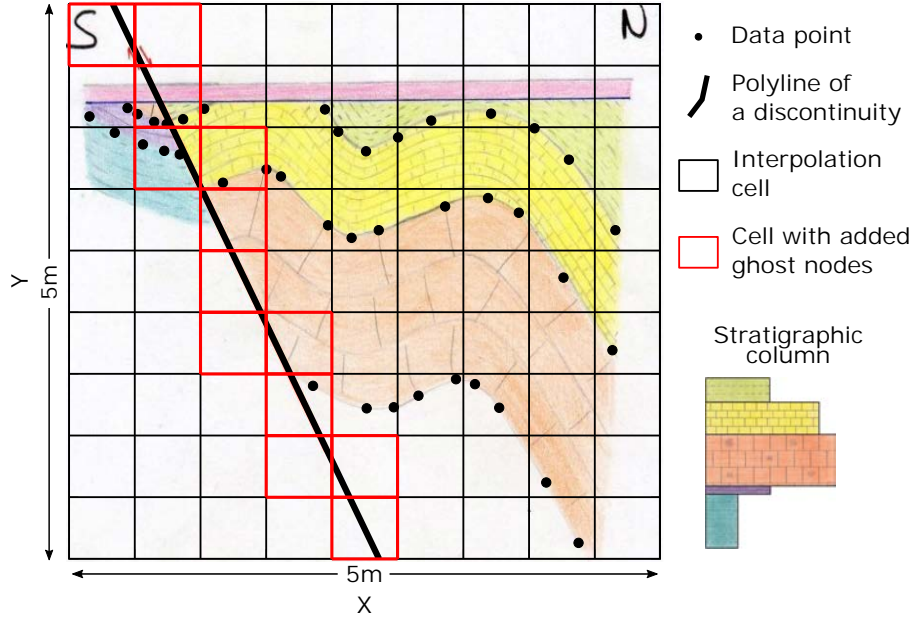 S
N
Data point
Polyline of
a discontinuity
Interpolation
cell
Cell with added
ghost nodes
Y
5m
Stratigraphic
column
5m
X